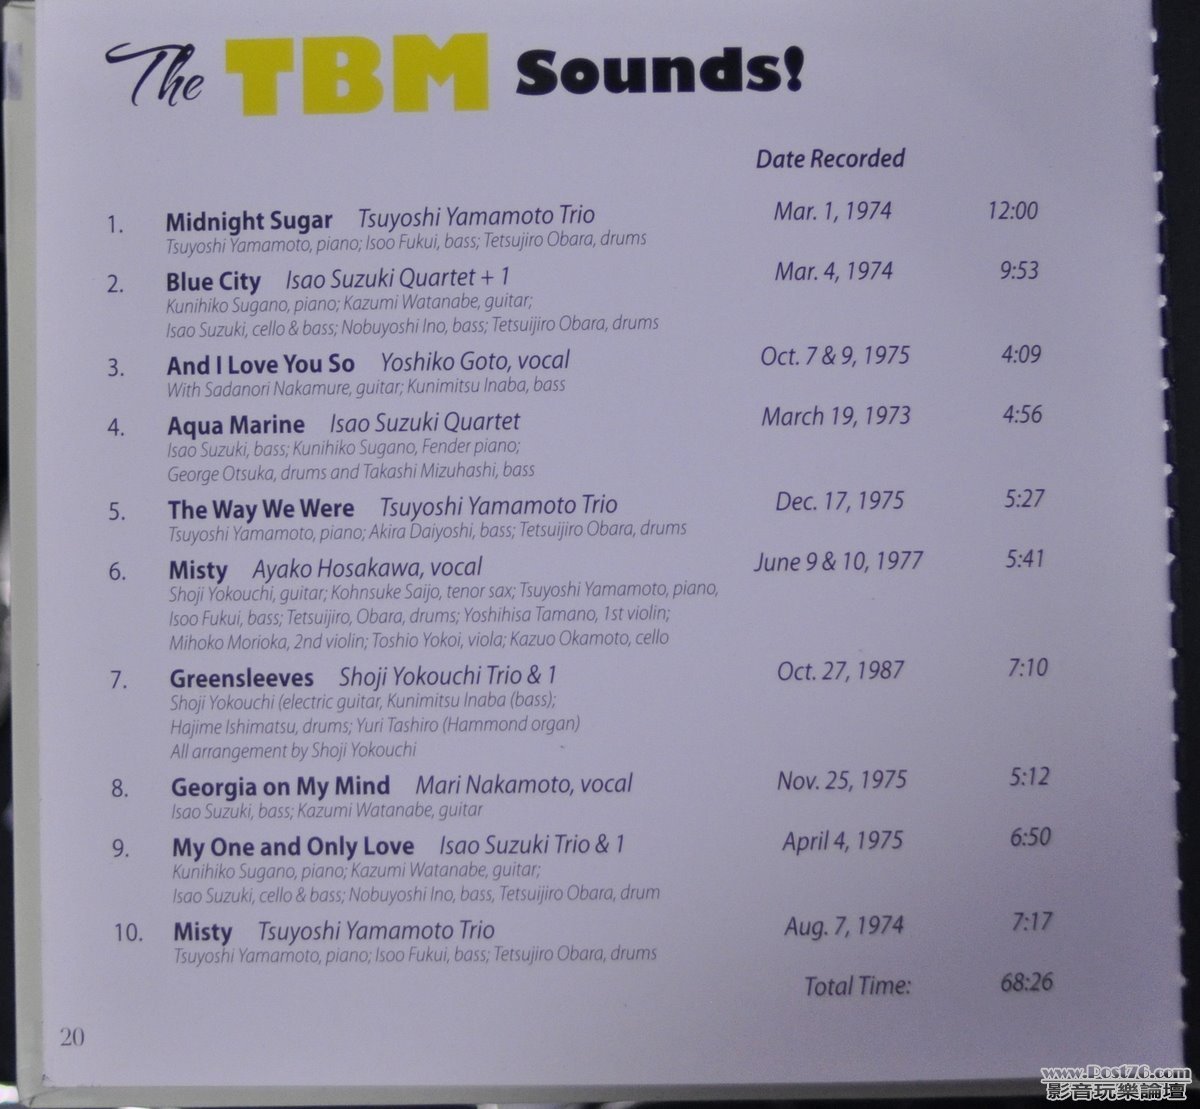 The TBM Sounds!
Date Recorded
1. Midnight Sugar Tsuyoshi Yamamoto Trio Mar. 1, 1974 12:00
Tsuyoshi Yamamoto, piano; Isoo Fukui, bass; Tetsujiro Obara, drums
2. Blue City Isao Suzuki Quartet + 1 Mar. 4, 1974 9:53
Kunihiko Sugano, piano; Kazumi Watanabe, guitar;
Isao Suzuki, cello & bass; Nobuyoshi Ino, bass; Tetsuijiro Obara, drums
3. And I Love You So Yoshiko Goto, vocal Oct. 7 & 9, 1975 4:09
With Sadanori Nakamure, guitar; Kunimitsu Inaba, bass
4. Aqua Marine Isao Suzuki Quartet March 19, 1973 4:56
Isao Suzuki, bass; Kunihiko Sugano, Fender piano;
George Otsuka, drums and Takashi Mizuhashi, bass
5. The Way We Were Tsuyoshi Yamamoto Trio Dec. 17, 1975 5:27
Tsuyoshi Yamamoto, piano; Akira Daiyoshi, bass; Tetsuijiro Obara, drums
6. Misty Ayako Hosakawa, vocal June 9 & 10, 1977 5:41
Shoji Yokouchi, guitar; Kohnsuke Saijo, tenor sax; Tsuyoshi Yamamoto, piano,
Isoo Fukui, bass; Tetsuijiro, Obara, drums; Yoshihisa Tamano, 1st violin;
Mihoko Morioka, 2nd violin; Toshio Yokoi, viola; Kazuo Okamoto, cello
7. Greensleeves Shoji Yokouchi Trio & 1 Oct. 27, 1987 7:10
Shoji Yokouchi (electric guitar, Kunimitsu Inaba (bass);
Hajime Ishimatsu, drums; Yuri Tashiro (Hammond organ)
All arrangement by Shoji Yokouchi
8. Georgia on My Mind Mari Nakamoto, vocal Nov. 25, 1975 5:12
Isao Suzuki, bass; Kazumi Watanabe, guitar
9. My One and Only Love Isao Suzuki Trio & 1 April 4, 1975 6:50
Kunihiko Sugano, piano; Kazumi Watanabe, guitar;
Isao Suzuki, cello & bass; Nobuyoshi Ino, bass, Tetsuijiro Obara, drum
10. Misty Tsuyoshi Yamamoto Trio Aug. 7, 1974 7:17
Tsuyoshi Yamamoto, piano; Isoo Fukui, bass; Tetsuijiro Obara, drums
Total Time: 68:26
20
www.Post76.com
影音玩樂論壇